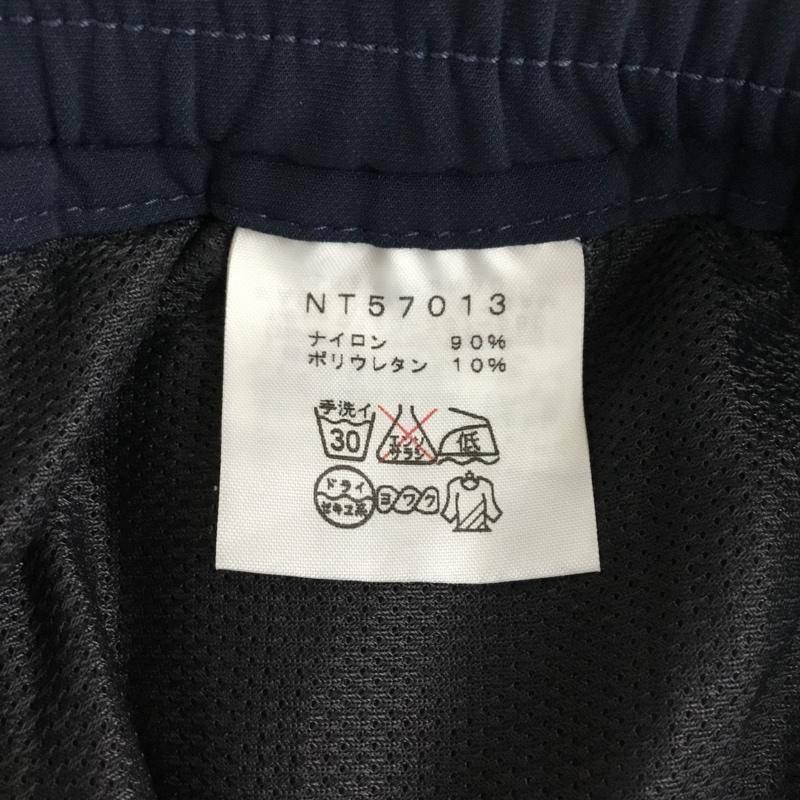 NT57013
ナイロン 90%
ポリウレタン 10%
手洗イ
30
エンソ
サラシ
低
ドライ
セキユ系
ヨワク